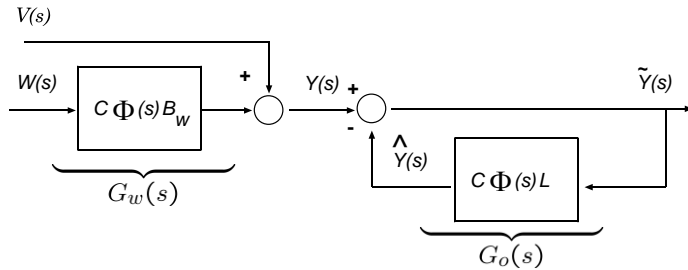 V(s)
W(s)
CΦ(s)B_w
+
Y(s)
+
-
Ỹ(s)
^
Y(s)
CΦ(s)L
G_w(s)
G_o(s)